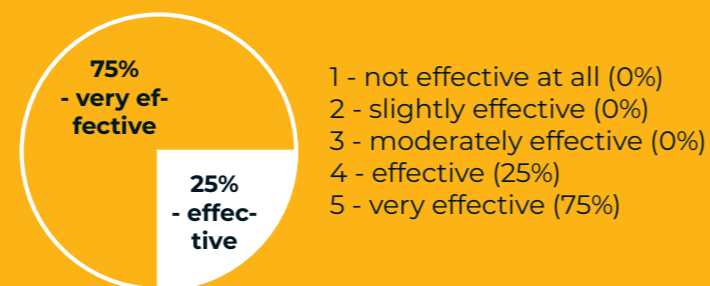 75%
- very ef-
fective
25%
- effec-
tive
1 - not effective at all (0%)
2 - slightly effective (0%)
3 - moderately effective (0%)
4 - effective (25%)
5 - very effective (75%)